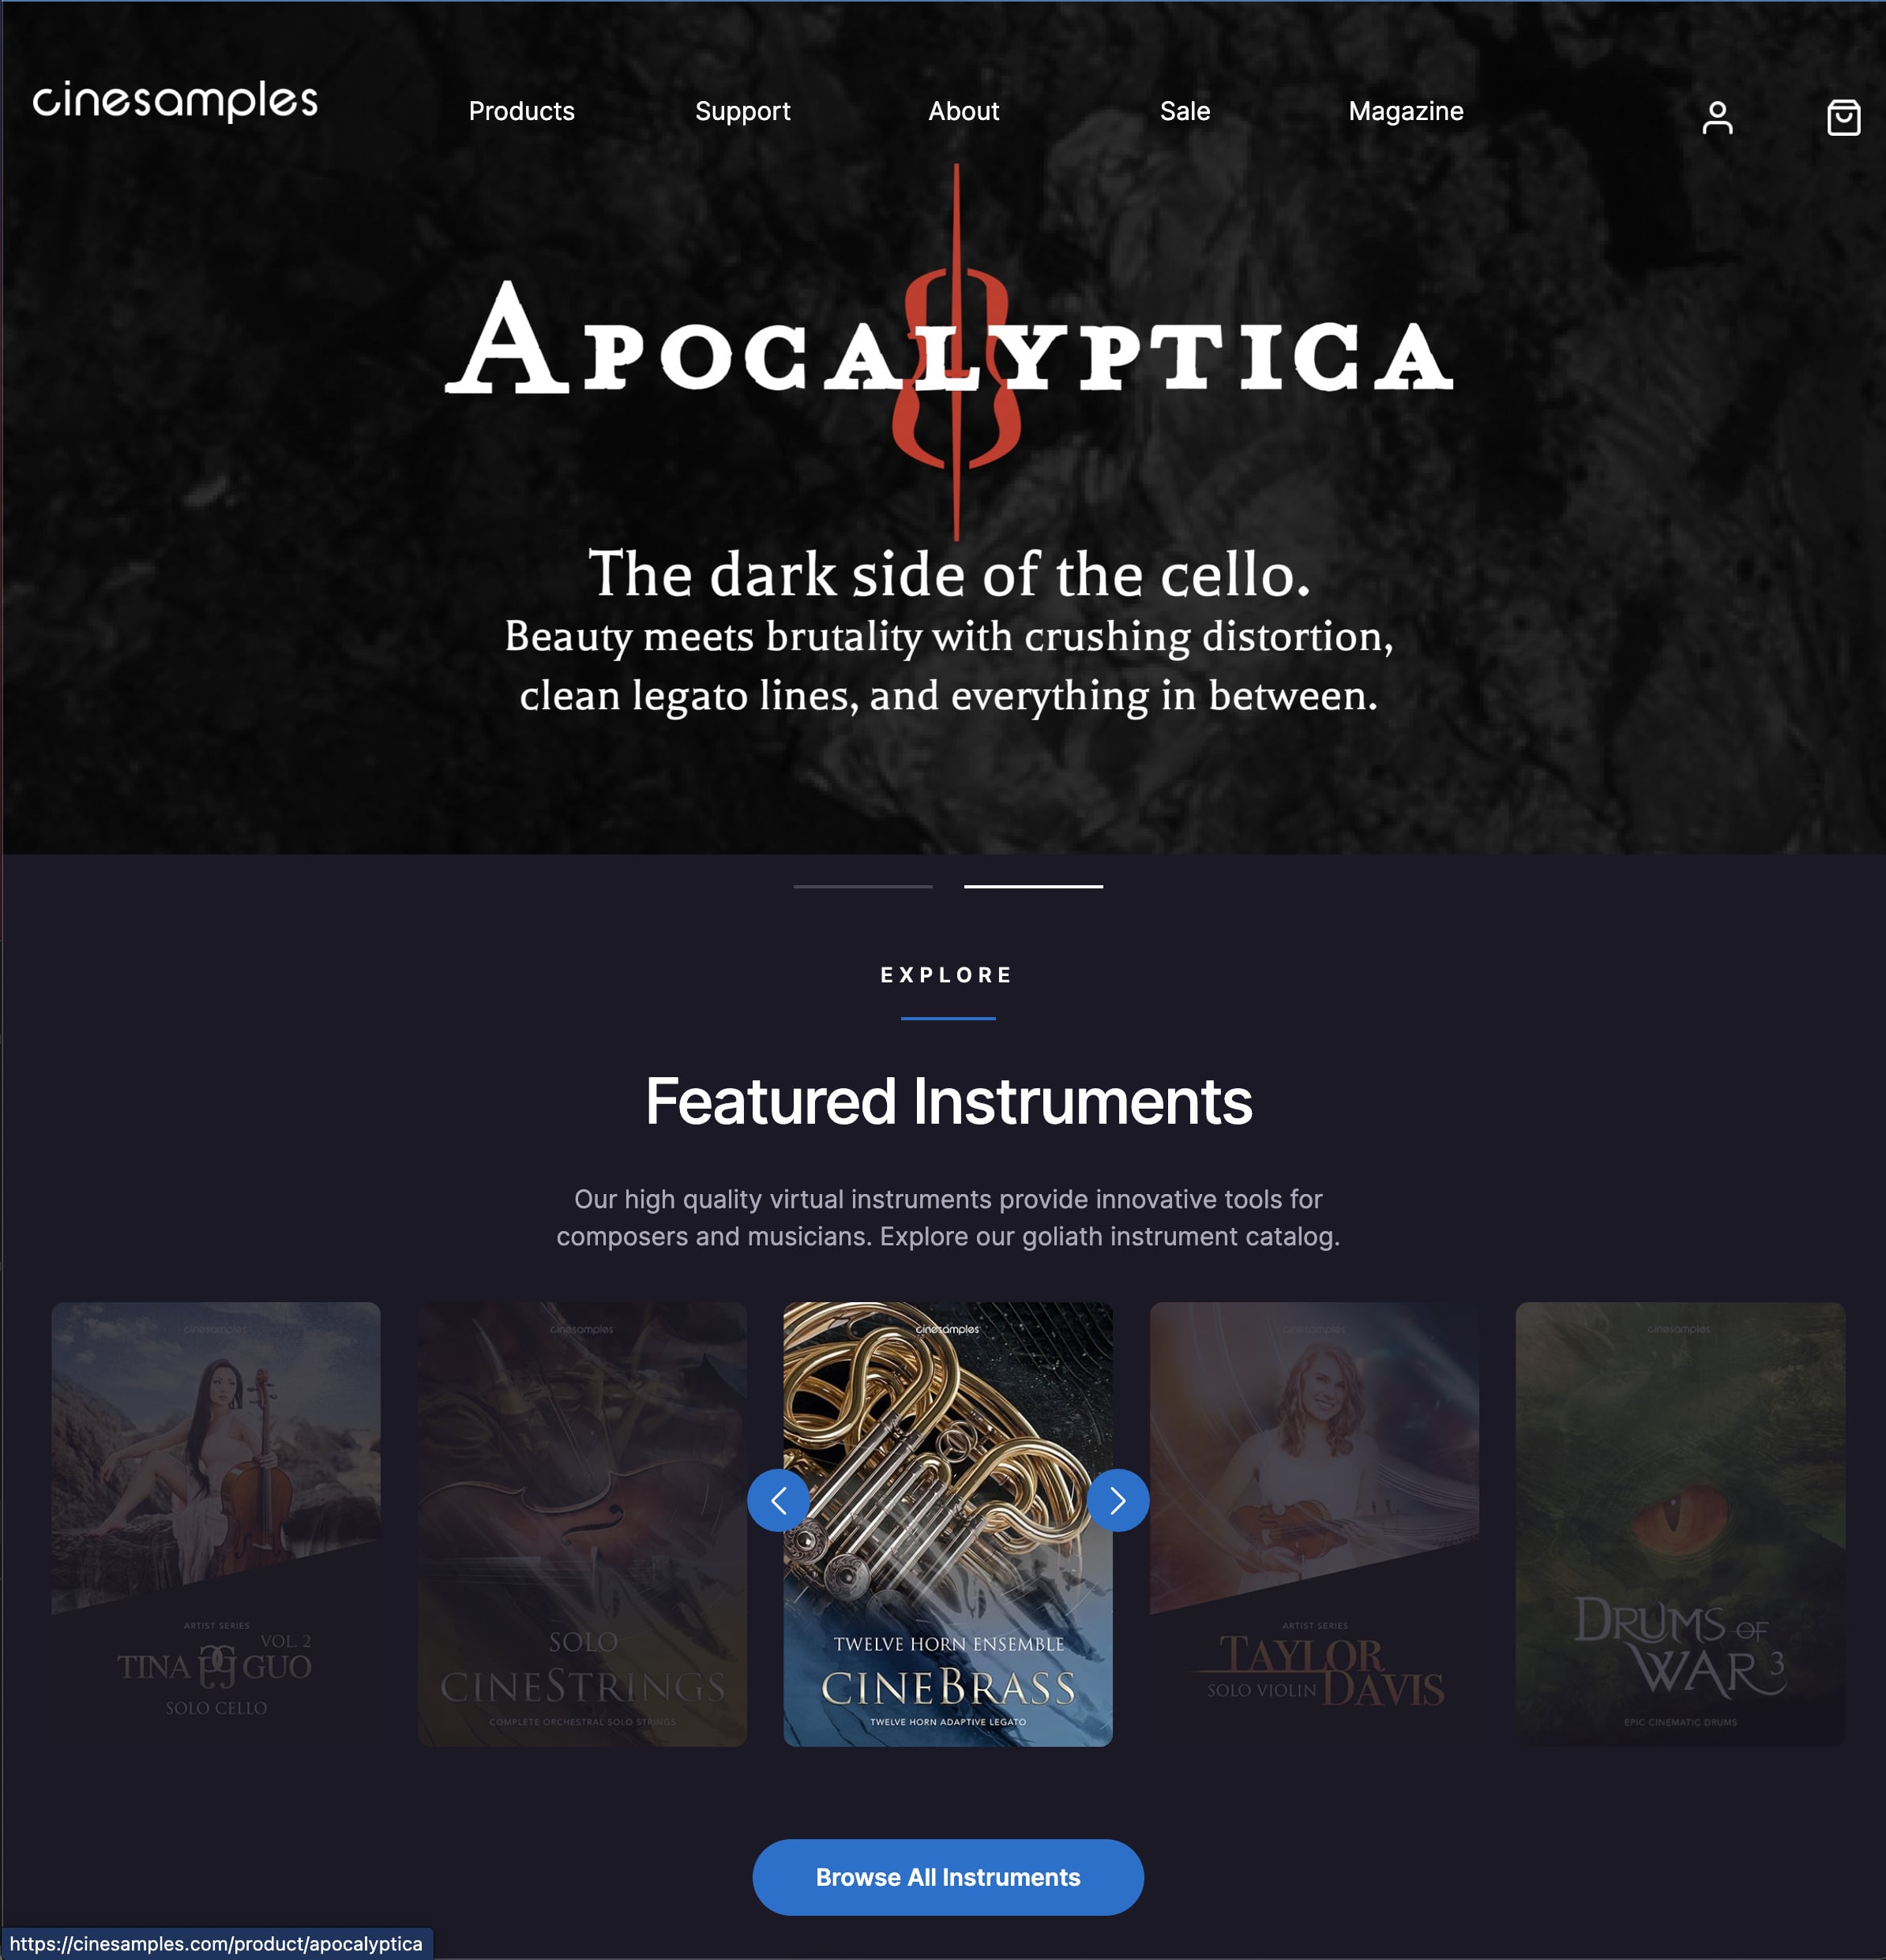 cinesamples
Products
Support
About
Sale
Magazine
APOCALYPTICA
The dark side of the cello.
Beauty meets brutality with crushing distortion,
clean legato lines, and everything in between.
EXPLORE
Featured Instruments
Our high quality virtual instruments provide innovative tools for
composers and musicians. Explore our goliath instrument catalog.
cinesamples
ARTIST SERIES
VOL. 2
TINA GUO
SOLO CELLO
cinesamples
SOLO
CINESTRINGS
COMPLETE ORCHESTRAL SOLO STRINGS
cinesamples
TWELVE HORN ENSEMBLE
CINEBRASS
TWELVE HORN ADAPTIVE LEGATO
cinesamples
ARTIST SERIES
TAYLOR
SOLO VIOLIN DAVIS
cinesamples
DRUMS OF
WAR 3
EPIC CINEMATIC DRUMS
Browse All Instruments
https://cinesamples.com/product/apocalyptica